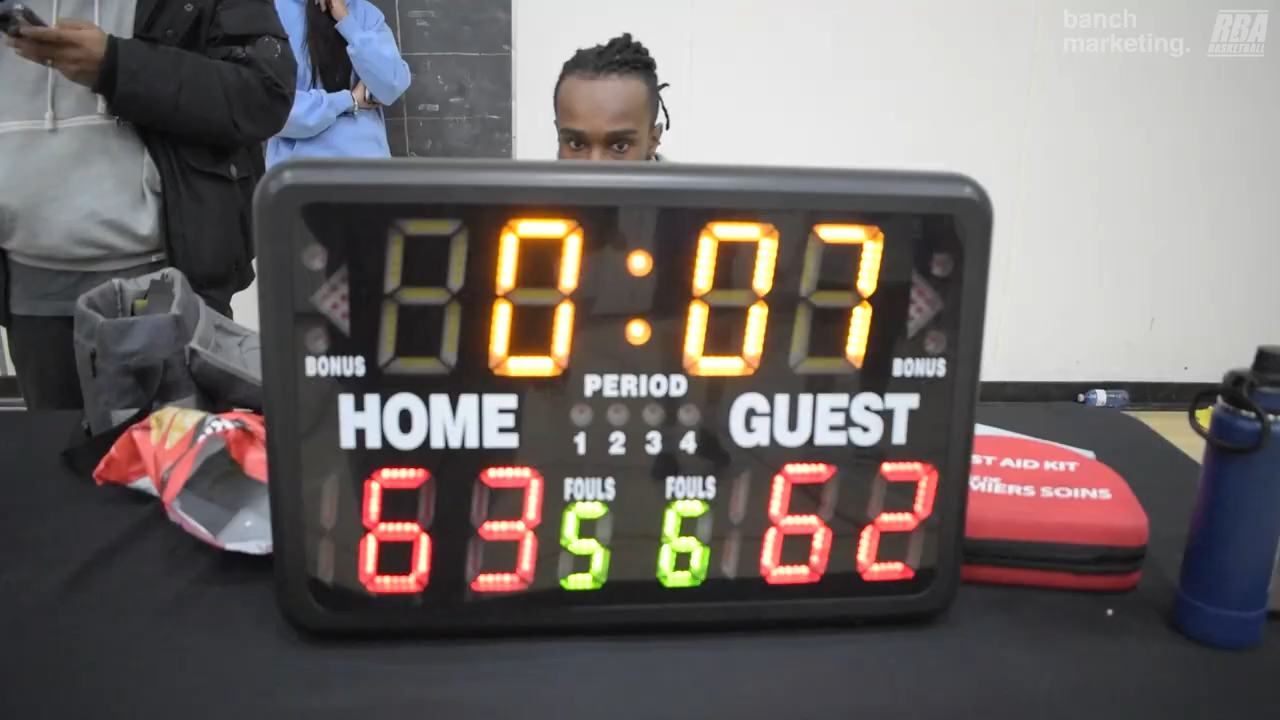 banch
marketing.
RBA
BASKETBALL
0:07
BONUS
PERIOD
BONUS
HOME
1 2 3 4
GUEST
63
FOULS
5
FOULS
6
62
ST AID KIT
MIERS SOINS